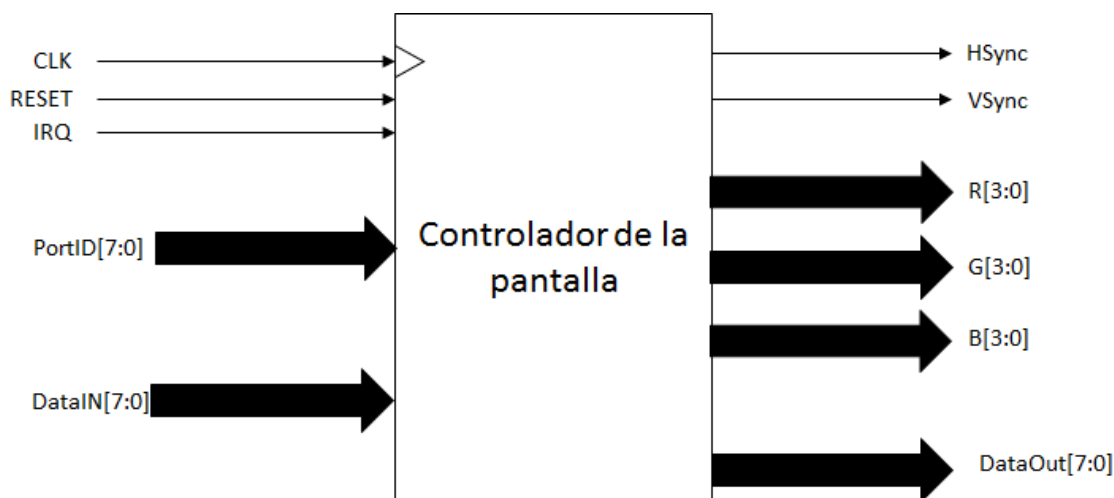 CLK
RESET
IRQ
PortID[7:0]
DataIN[7:0]
Controlador de la
pantalla
HSync
VSync
R[3:0]
G[3:0]
B[3:0]
DataOut[7:0]